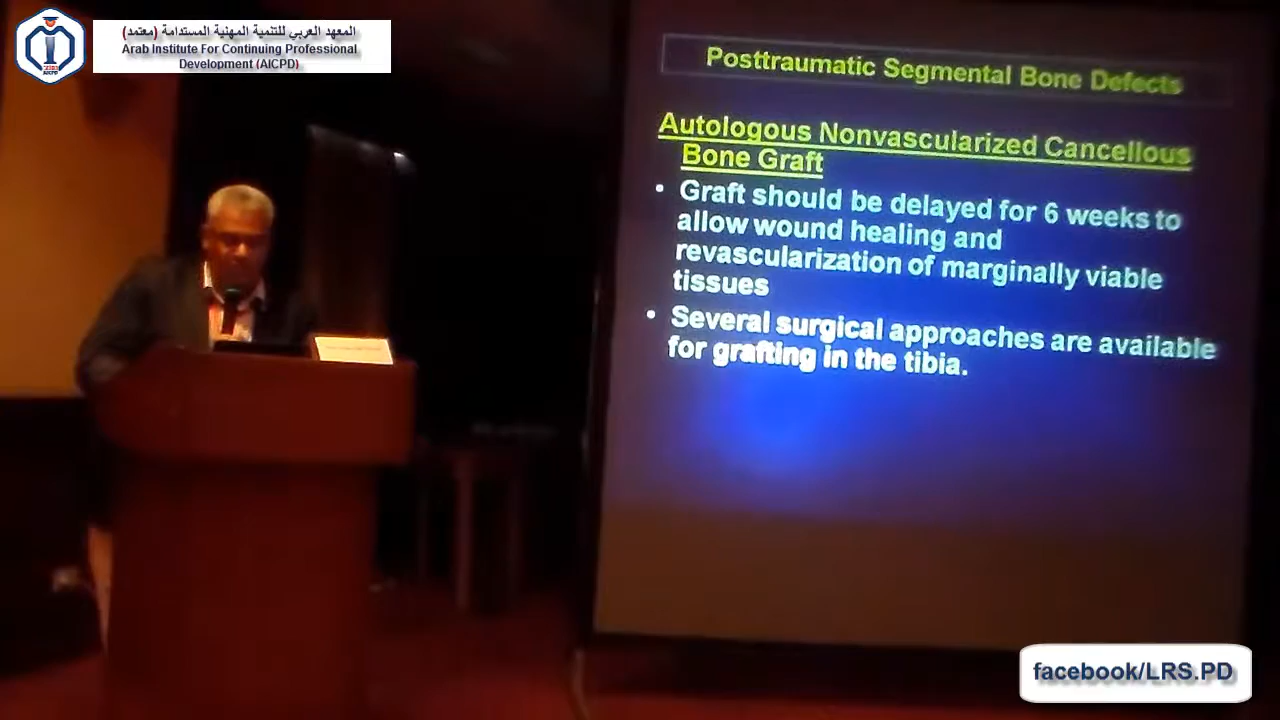 المعهد العربي للتنمية المهنية المستدامة (معتمد)
Arab Institute For Continuing Professional
Development (AICPD)
AICPD
Posttraumatic Segmental Bone Defects
Autologous Nonvascularized Cancellous
Bone Graft
• Graft should be delayed for 6 weeks to
allow wound healing and
revascularization of marginally viable
tissues
• Several surgical approaches are available
for grafting in the tibia.
facebook/LRS.PD